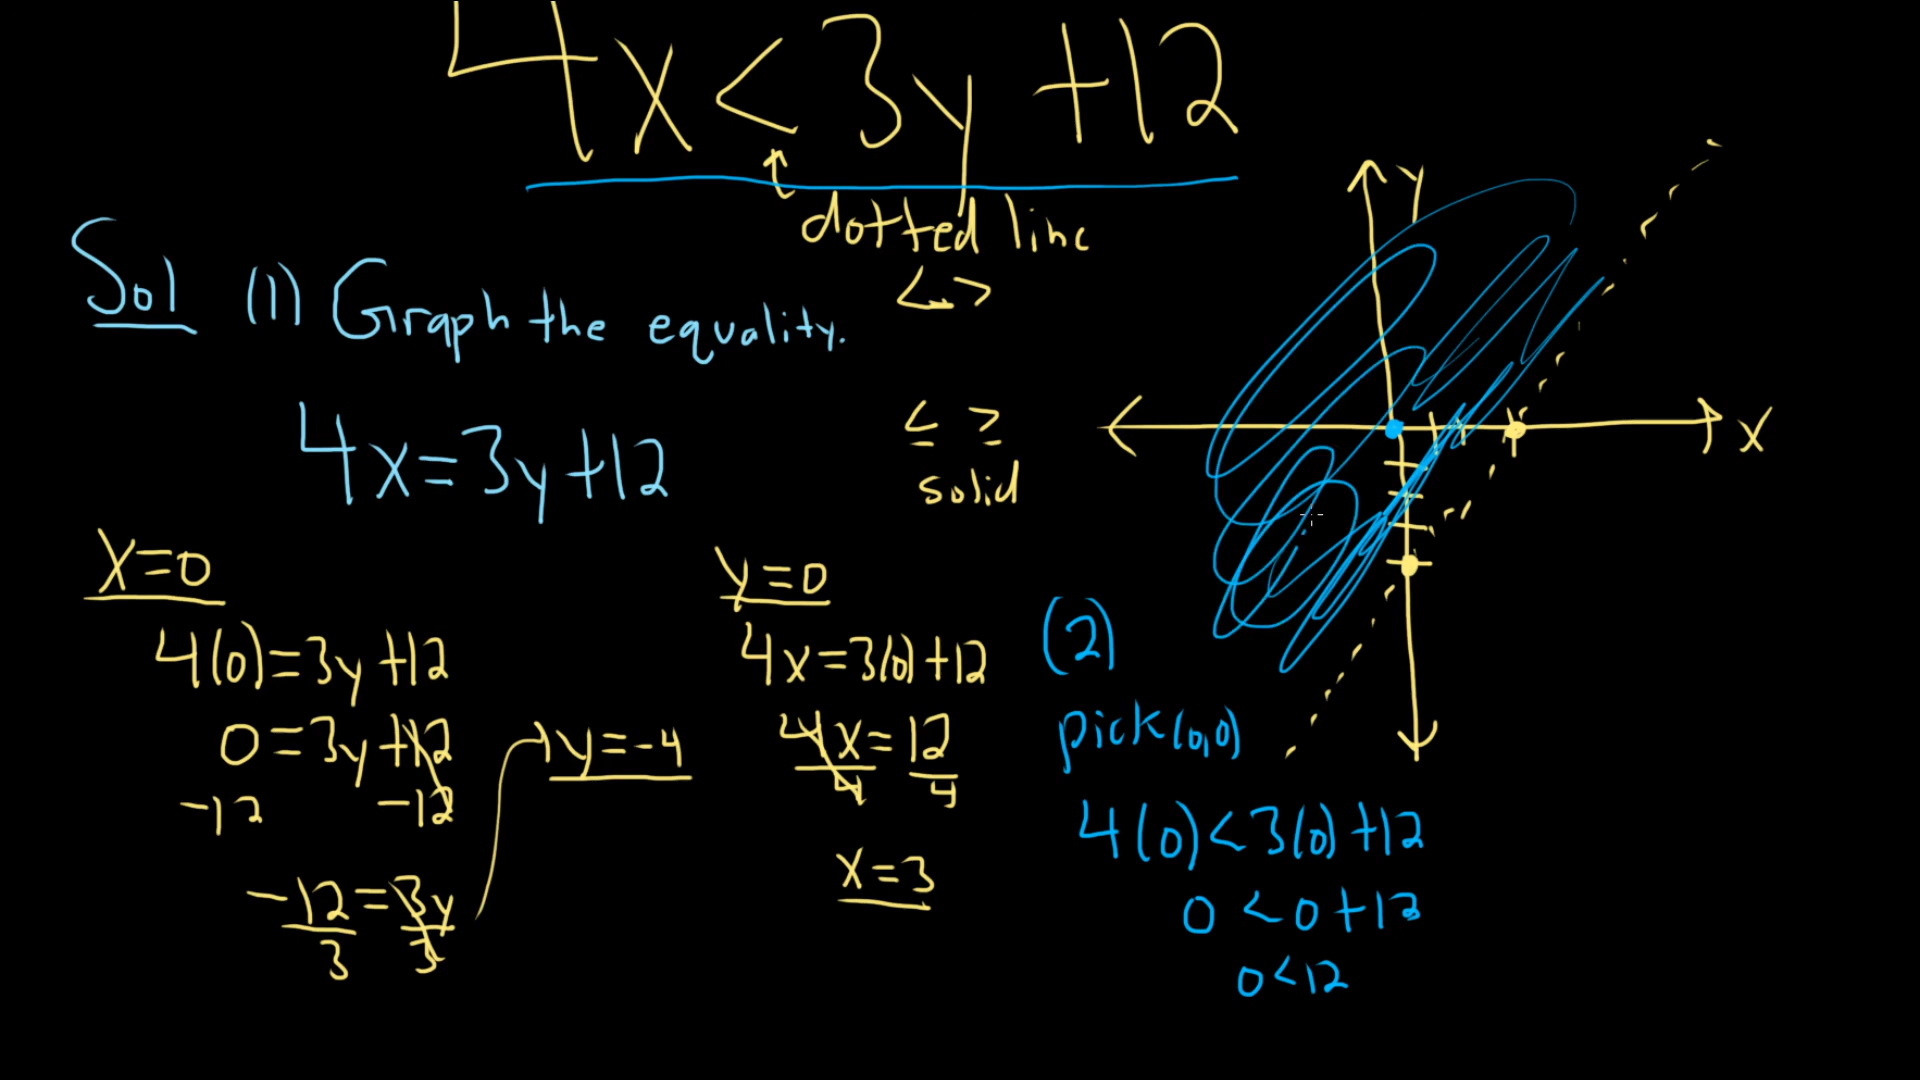 4x<3y+12
dotted line
< >
Sol (1) Graph the equality.
4x=3y+12
≤ ≥
solid
x=0
4(0)=3y+12
0=3y+12
-12 -12
-12=3y
3 3
y=-4
y=0
4x=3(0)+12
4x=12
4 4
x=3
(2)
pick(0,0)
4(0)<3(0)+12
0<0+12
0<12
y
x